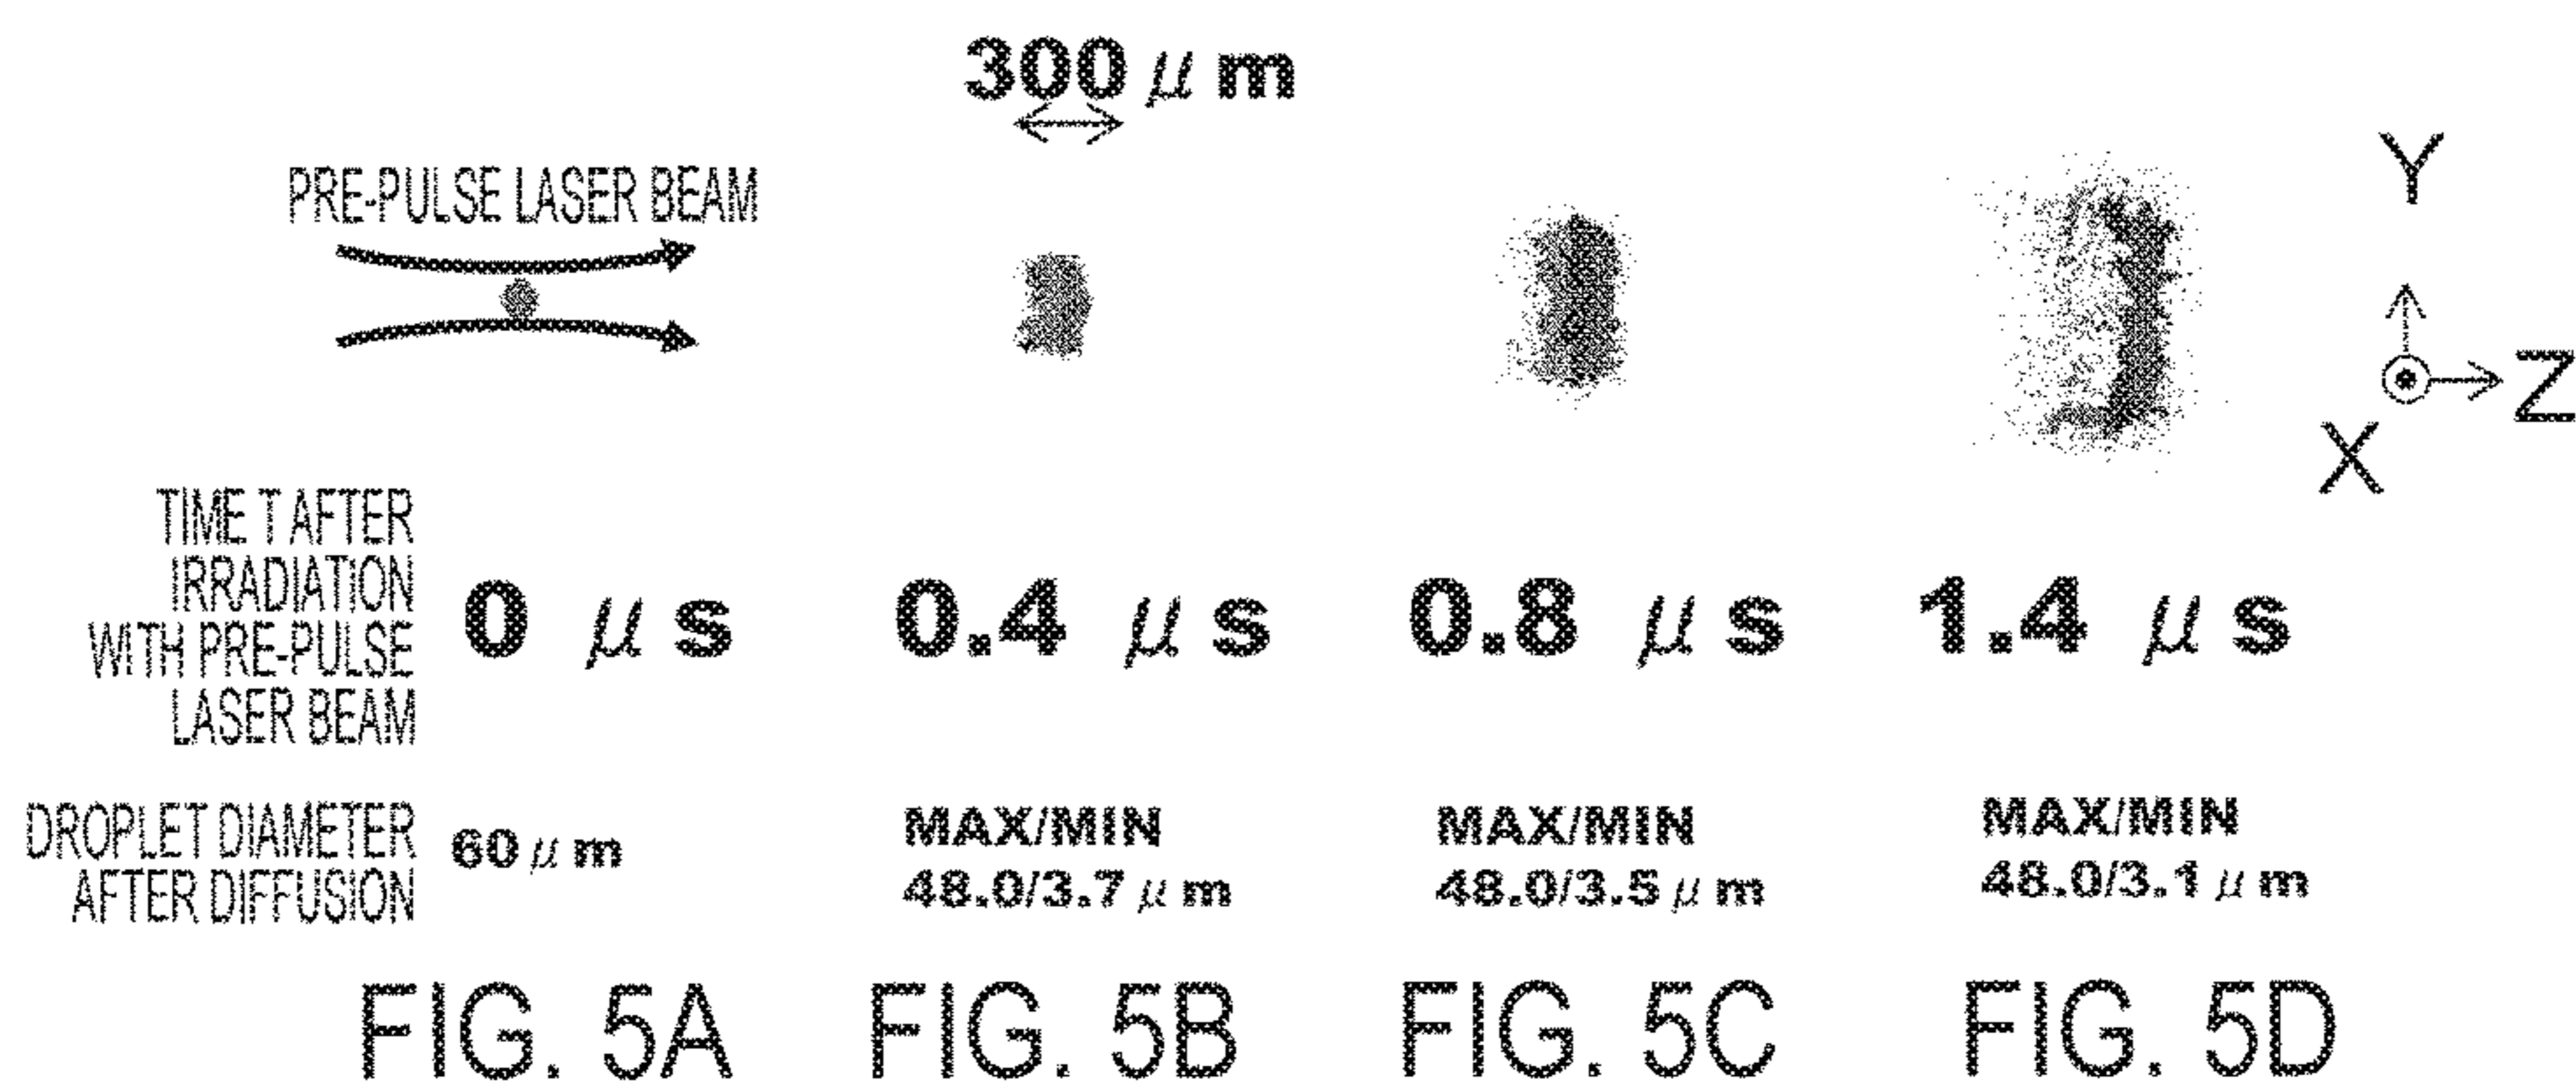 300 μm
PRE-PULSE LASER BEAM
Y
Z
X
TIME T AFTER
IRRADIATION
WITH PRE-PULSE
LASER BEAM
0 μs
0.4 μs
0.8 μs
1.4 μs
DROPLET DIAMETER
AFTER DIFFUSION
60 μm
MAX/MIN
48.0/3.7 μm
MAX/MIN
48.0/3.5 μm
MAX/MIN
48.0/3.1 μm
FIG. 5A
FIG. 5B
FIG. 5C
FIG. 5D